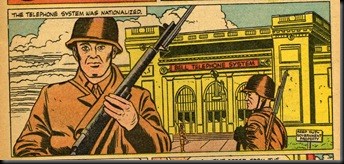 THE TELEPHONE SYSTEM WAS NATIONALIZED.
BELL TELEPHONE SYSTEM